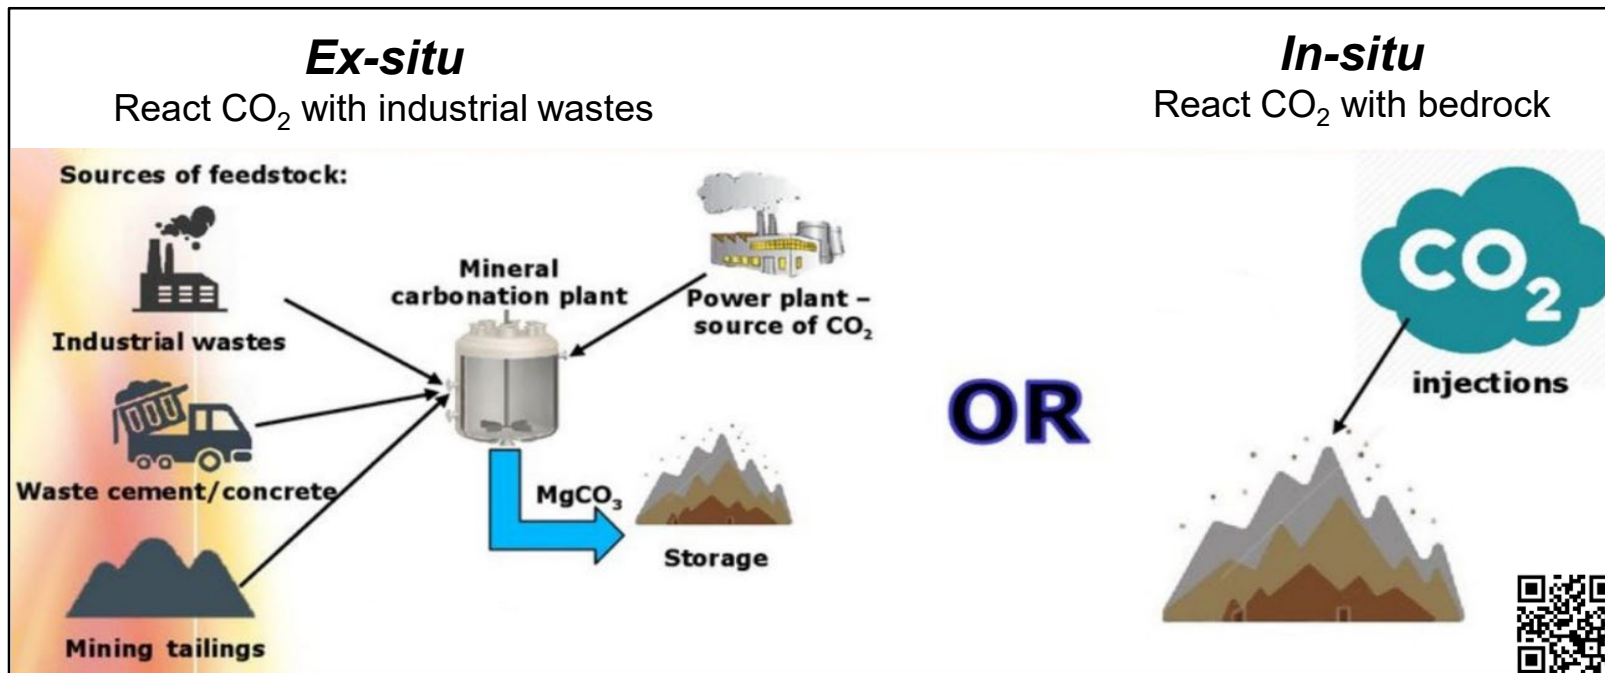 Ex-situ
React CO₂ with industrial wastes
In-situ
React CO₂ with bedrock
Sources of feedstock:
Industrial wastes
Waste cement/concrete
Mining tailings
Mineral
carbonation plant
Power plant –
source of CO₂
MgCO₃
Storage
OR
CO₂
injections